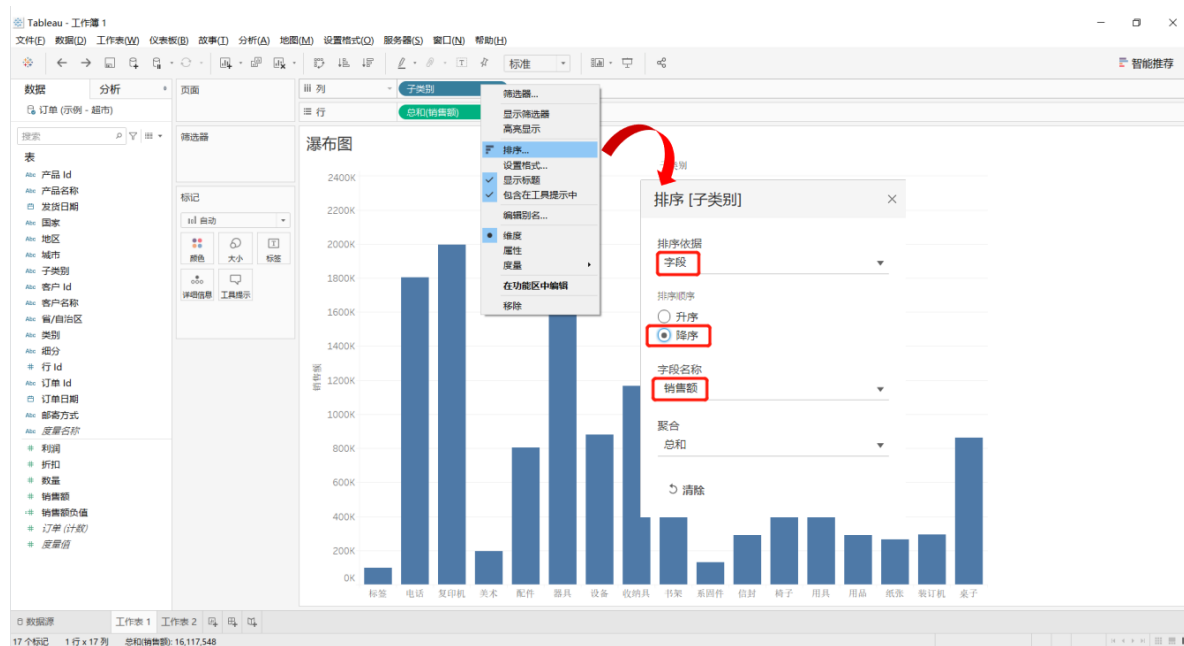 Tableau - 工作簿 1
文件(F) 数据(D) 工作表(W) 仪表板(B) 故事(T) 分析(A) 地图(M) 设置格式(O) 服务器(S) 窗口(N) 帮助(H)
标准
智能推荐
数据 分析
页面
iii 列
子类别
订单 (示例 - 超市)
行
总和(销售额)
搜索
筛选器
表
Abc 产品 Id
Abc 产品名称
发货日期
Abc 国家
Abc 地区
Abc 城市
Abc 子类别
Abc 客户 Id
Abc 客户名称
Abc 省/自治区
Abc 类别
Abc 细分
# 行 Id
Abc 订单 Id
订单日期
Abc 邮寄方式
Abc 度量名称
# 利润
# 折扣
# 数量
# 销售额
=# 销售额负值
# 订单 (计数)
# 度量值
标记
自动
颜色 大小 标签
详细信息 工具提示
瀑布图
筛选器...
显示筛选器
高亮显示
排序...
设置格式...
显示标题
包含在工具提示中
编辑别名...
维度
属性
度量
在功能区中编辑
移除
排序 [子类别]
排序依据
字段
排序顺序
升序
降序
字段名称
销售额
聚合
总和
清除
销售额
2400K
2200K
2000K
1800K
1600K
1400K
1200K
1000K
800K
600K
400K
200K
0K
标签 电话 复印机 美术 配件 器具 设备 收纳具 书架 系固件 信封 椅子 用具 用品 纸张 装订机 桌子
数据源 工作表 1 工作表 2
17 个标记 1 行 x 17 列 总和(销售额): 16,117,548